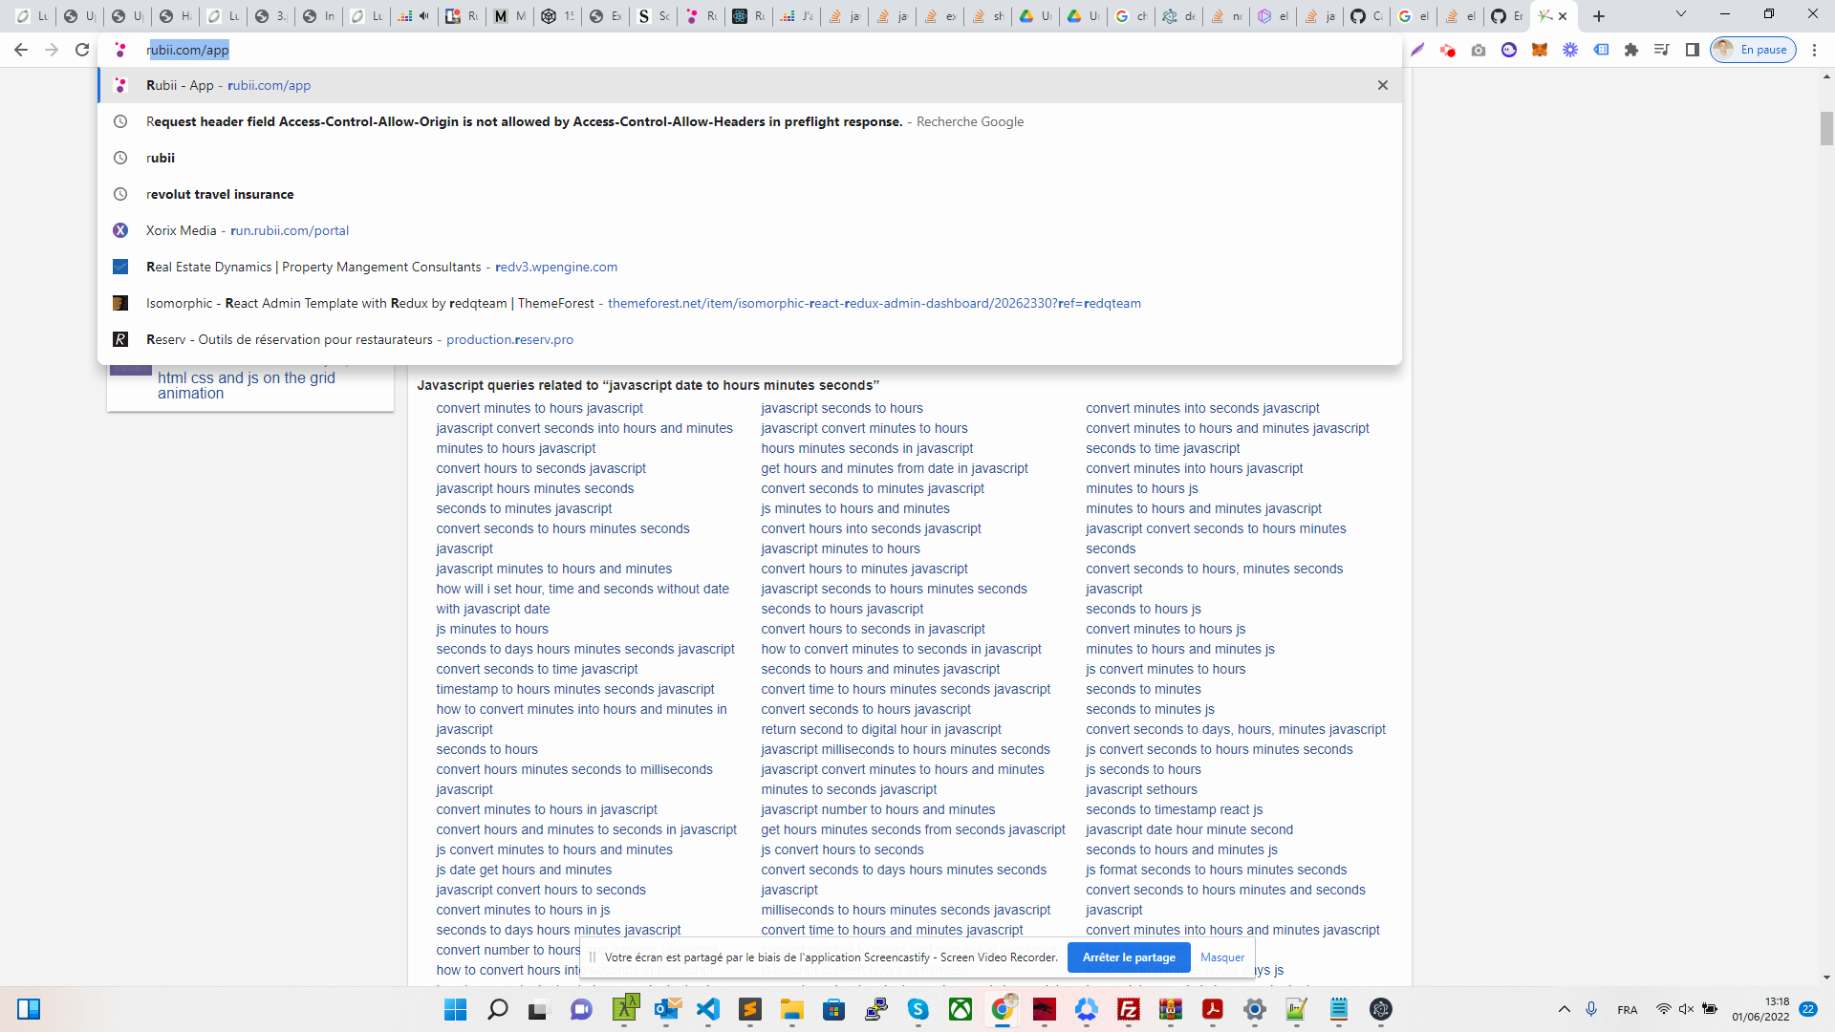 rubii.com/app
En pause
Rubii - App - rubii.com/app
Request header field Access-Control-Allow-Origin is not allowed by Access-Control-Allow-Headers in preflight response. - Recherche Google
rubii
revolut travel insurance
Xorix Media - run.rubii.com/portal
Real Estate Dynamics | Property Mangement Consultants - redv3.wpengine.com
Isomorphic - React Admin Template with Redux by redqteam | ThemeForest - themeforest.net/item/isomorphic-react-redux-admin-dashboard/20262330?ref=redqteam
Reserv - Outils de réservation pour restaurateurs - production.reserv.pro
html css and js on the grid
animation
Javascript queries related to “javascript date to hours minutes seconds”
convert minutes to hours javascript
javascript convert seconds into hours and minutes
minutes to hours javascript
convert hours to seconds javascript
javascript hours minutes seconds
seconds to minutes javascript
convert seconds to hours minutes seconds
javascript
javascript minutes to hours and minutes
how will i set hour, time and seconds without date
with javascript date
js minutes to hours
seconds to days hours minutes seconds javascript
convert seconds to time javascript
timestamp to hours minutes seconds javascript
how to convert minutes into hours and minutes in
javascript
seconds to hours
convert hours minutes seconds to milliseconds
javascript
convert minutes to hours in javascript
convert hours and minutes to seconds in javascript
js convert minutes to hours and minutes
js date get hours and minutes
javascript convert hours to seconds
convert minutes to hours in js
seconds to days hours minutes javascript
convert number to hours
how to convert hours into
javascript seconds to hours
javascript convert minutes to hours
hours minutes seconds in javascript
get hours and minutes from date in javascript
convert seconds to minutes javascript
js minutes to hours and minutes
convert hours into seconds javascript
javascript minutes to hours
convert hours to minutes javascript
javascript seconds to hours minutes seconds
seconds to hours javascript
convert hours to seconds in javascript
how to convert minutes to seconds in javascript
seconds to hours and minutes javascript
convert time to hours minutes seconds javascript
convert seconds to hours javascript
return second to digital hour in javascript
javascript milliseconds to hours minutes seconds
javascript convert minutes to hours and minutes
minutes to seconds javascript
javascript number to hours and minutes
get hours minutes seconds from seconds javascript
js convert hours to seconds
convert seconds to days hours minutes seconds
javascript
milliseconds to hours minutes seconds javascript
convert time to hours and minutes javascript
convert minutes into seconds javascript
convert minutes to hours and minutes javascript
seconds to time javascript
convert minutes into hours javascript
minutes to hours js
minutes to hours and minutes javascript
javascript convert seconds to hours minutes
seconds
convert seconds to hours, minutes seconds
javascript
seconds to hours js
convert minutes to hours js
minutes to hours and minutes js
js convert minutes to hours
seconds to minutes
seconds to minutes js
convert seconds to days, hours, minutes javascript
js convert seconds to hours minutes seconds
js seconds to hours
javascript sethours
seconds to timestamp react js
javascript date hour minute second
seconds to hours and minutes js
js format seconds to hours minutes seconds
convert seconds to hours minutes and seconds
javascript
convert minutes into hours and minutes javascript
js
Votre écran est partagé par le biais de l'application Screencastify - Screen Video Recorder.
Arrêter le partage
Masquer
FRA
13:18
01/06/2022
22